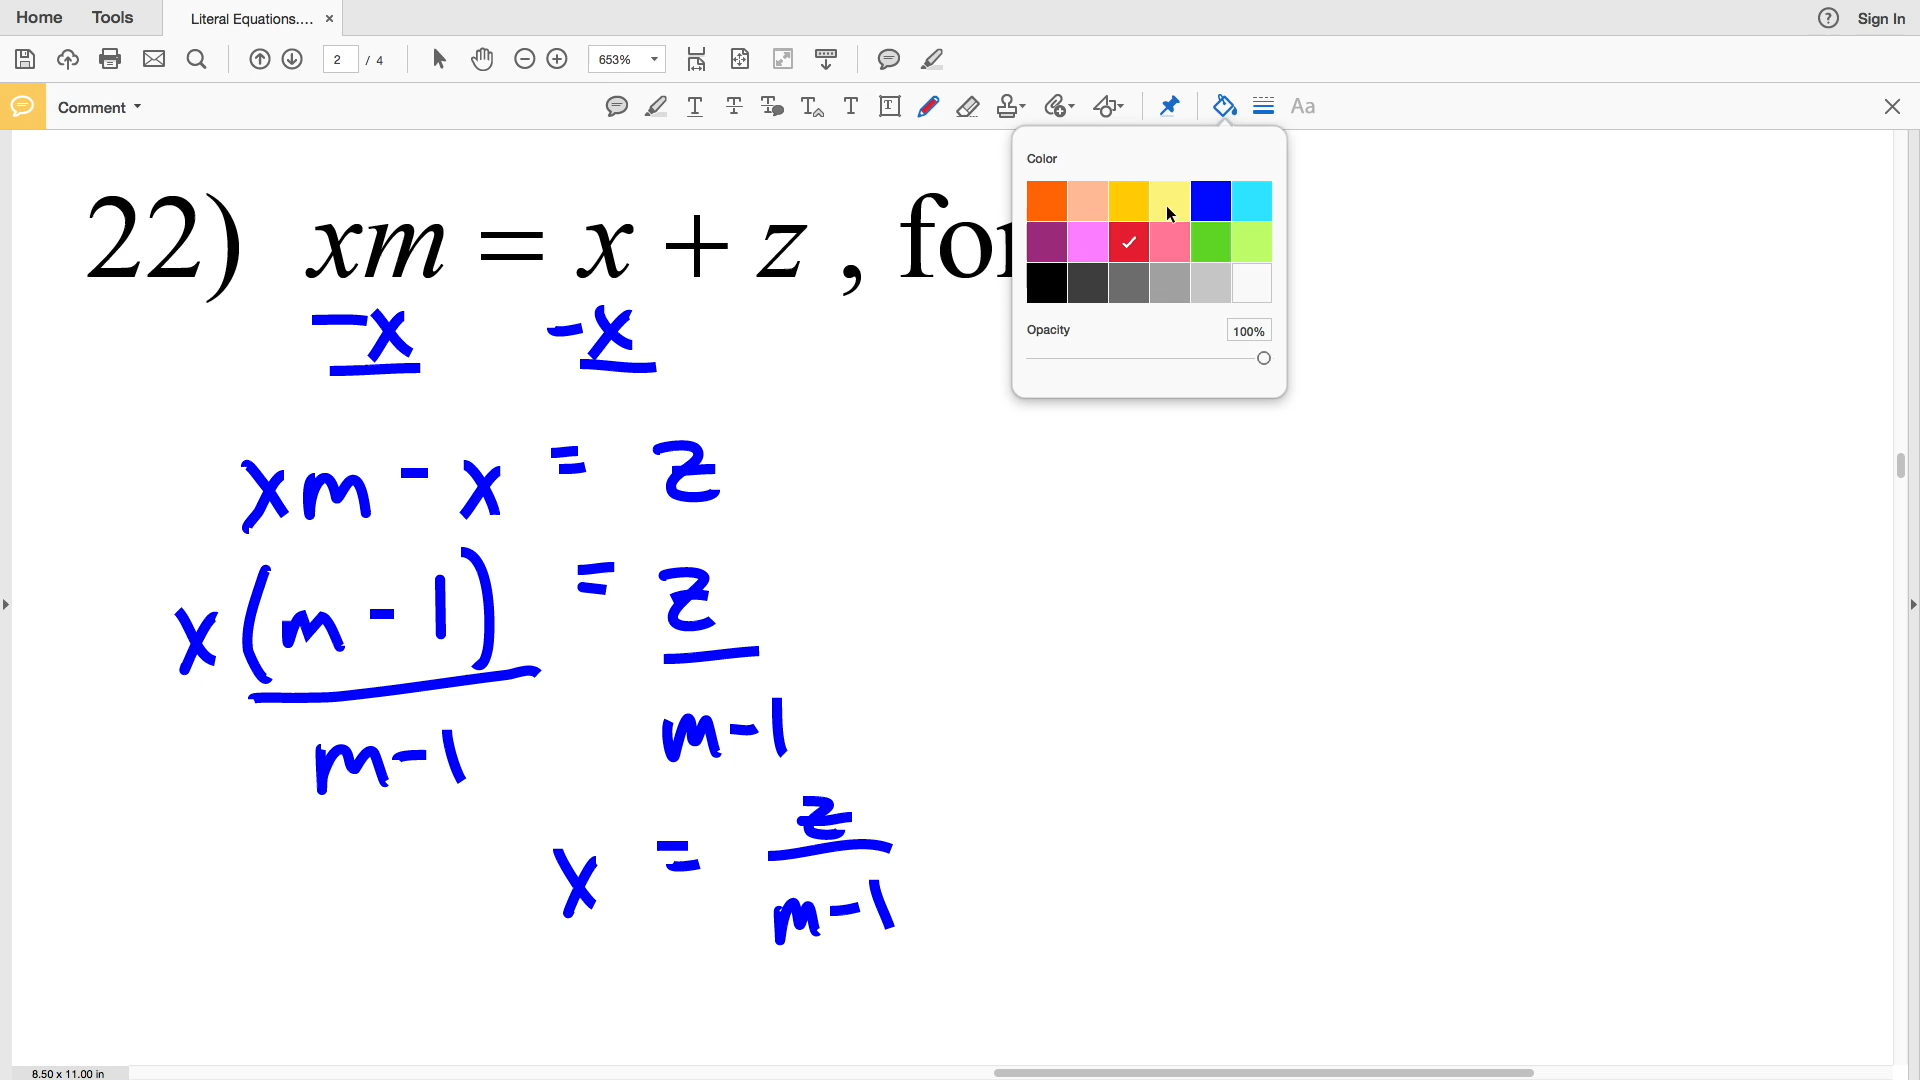 Home Tools Literal Equations.... × Sign In
2 / 4 653%
Comment Aa
Color
22) xm = x + z , for
-x -x
Opacity 100%
xm - x = z
x(m - 1) = z
m-1 m-1
x = z
m-1
8.50 x 11.00 in